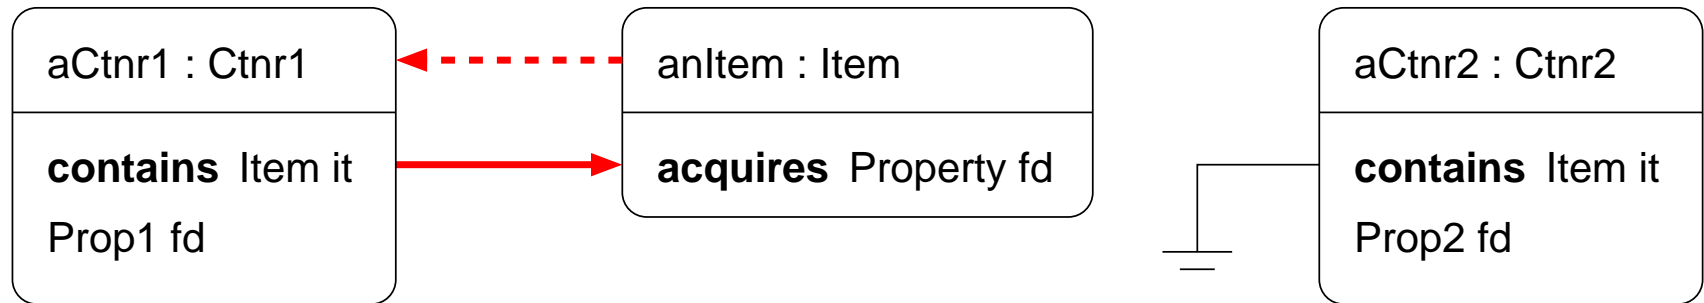 aCtnr1 : Ctnr1
contains Item it
Prop1 fd
anItem : Item
acquires Property fd
aCtnr2 : Ctnr2
contains Item it
Prop2 fd